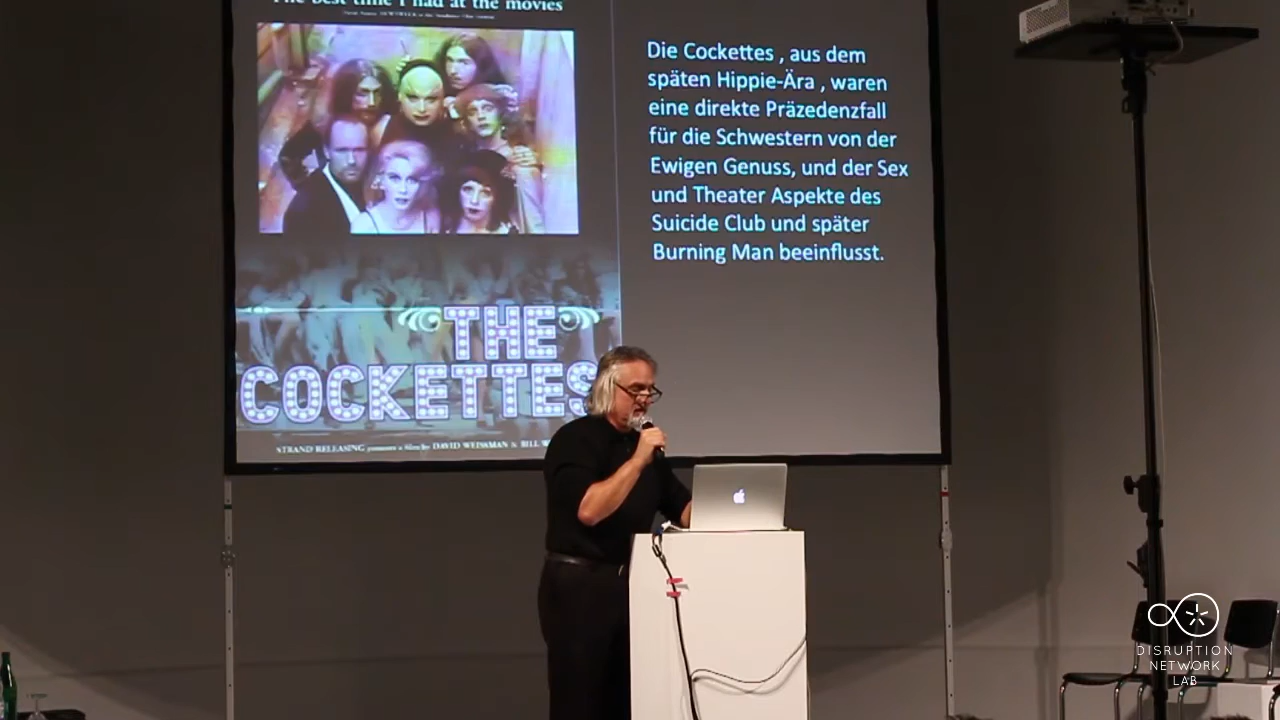 The best time I had at the movies
Die Cockettes , aus dem
späten Hippie-Ära , waren
eine direkte Präzedenzfall
für die Schwestern von der
Ewigen Genuss, und der Sex
und Theater Aspekte des
Suicide Club und später
Burning Man beeinflusst.
THE
COCKETTES
STRAND RELEASING presents a film by DAVID WEISSMAN & BILL
DISRUPTION
NETWORK
LAB